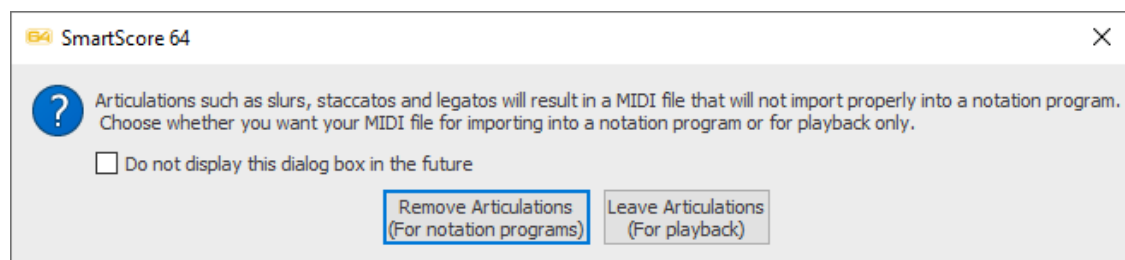 64 SmartScore 64
?
Articulations such as slurs, staccatos and legatos will result in a MIDI file that will not import properly into a notation program.
Choose whether you want your MIDI file for importing into a notation program or for playback only.
Do not display this dialog box in the future
Remove Articulations
(For notation programs)
Leave Articulations
(For playback)